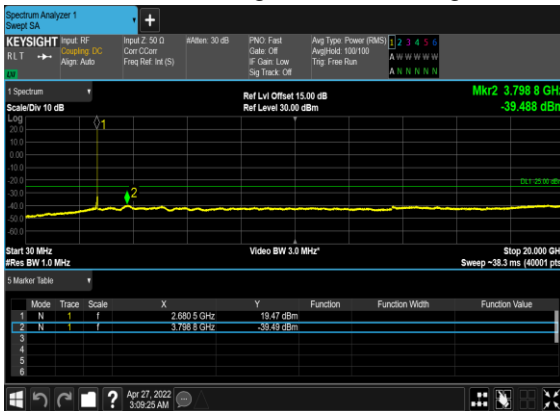 Spectrum Analyzer 1
Swept SA
KEYSIGHT Input: RF Input Z: 50 Ω #Atten: 30 dB PNO: Fast Avg Type: Power (RMS) 1 2 3 4 5 6
RLT Coupling: DC Corr CCorr Gate: Off Avg|Hold: 100/100 A W W W W W
Align: Auto Freq Ref: Int (S) IF Gain: Low Trig: Free Run
Sig Track: Off A N N N N N
1 Spectrum Ref Lvl Offset 15.00 dB Mkr2 3.798 8 GHz
Scale/Div 10 dB Ref Level 30.00 dBm -39.488 dBm
Log
20.0
10.0
0.00
-10.0
-20.0
-30.0
-40.0
-50.0
-60.0
1
2
Start 30 MHz Video BW 3.0 MHz* Stop 20.000 GH
#Res BW 1.0 MHz Sweep ~38.3 ms (40001 pts
5 Marker Table
Mode Trace Scale X Y Function Function Width Function Value
1 N 1 f 2.680 5 GHz 19.47 dBm
2 N 1 f 3.798 8 GHz -39.49 dBm
3
4
5
6
? Apr 27, 2022
3:09:25 AM